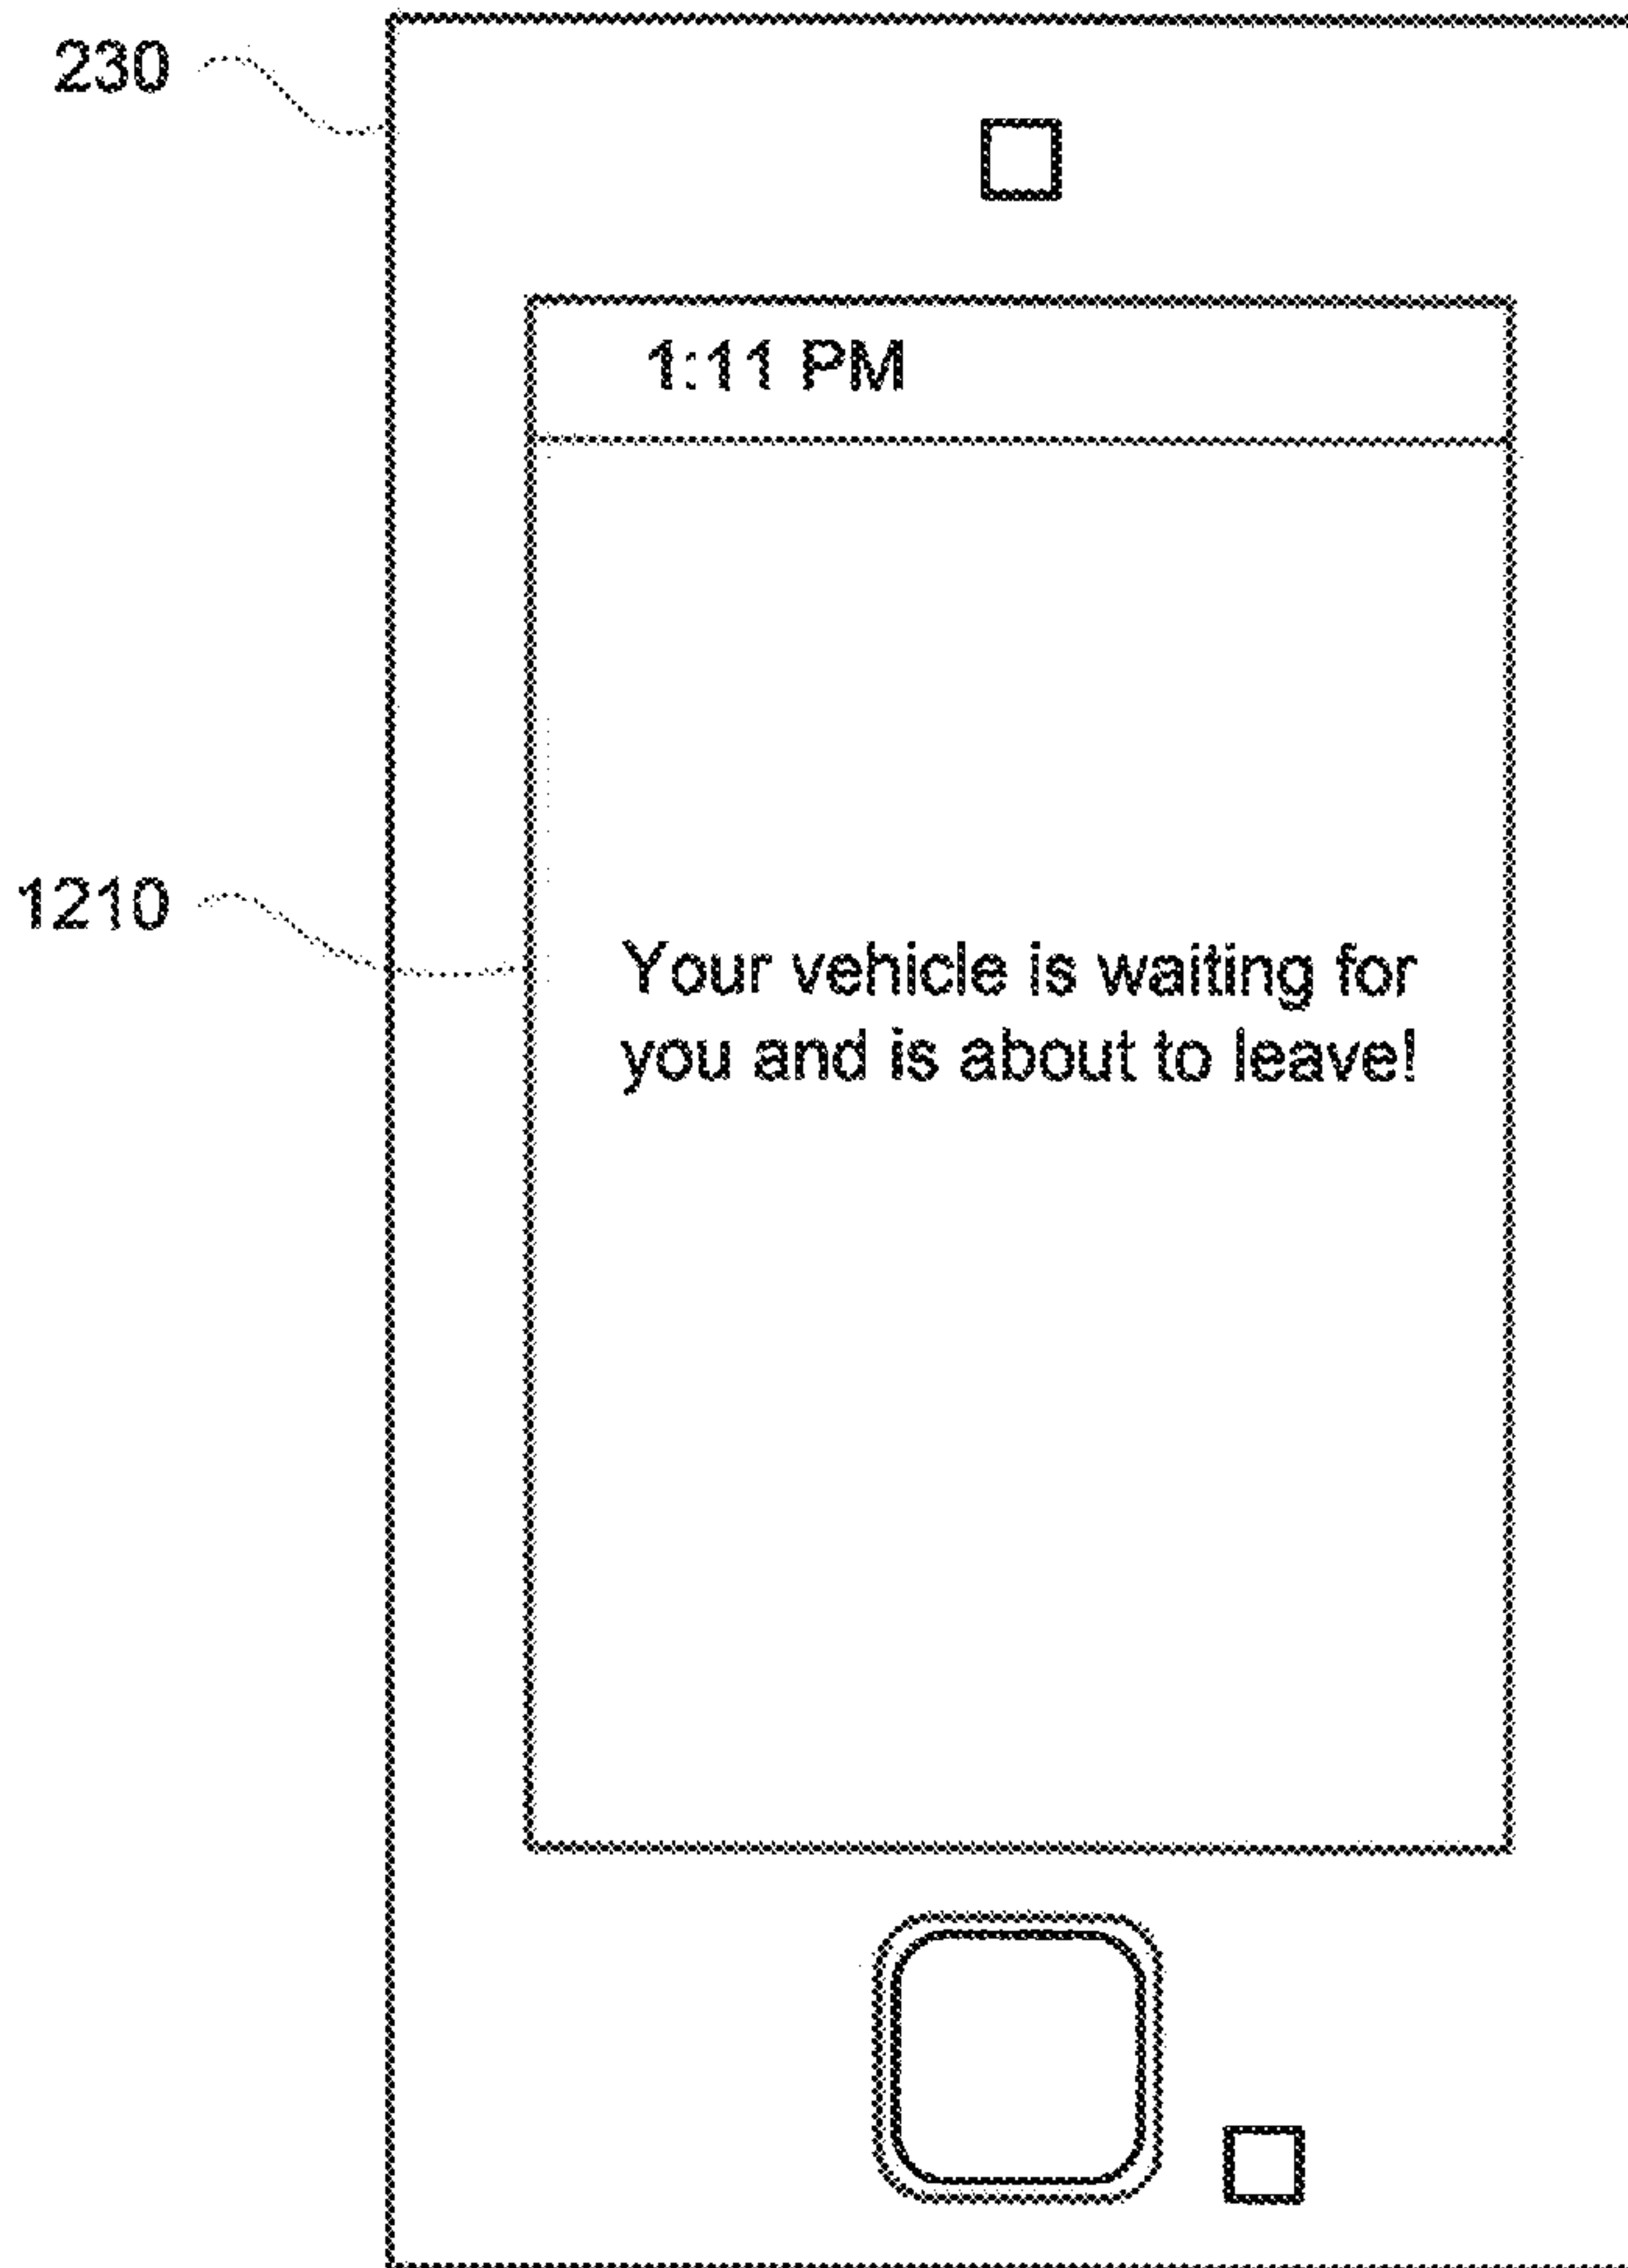 230
1:11 PM
1210
Your vehicle is waiting for
you and is about to leave!